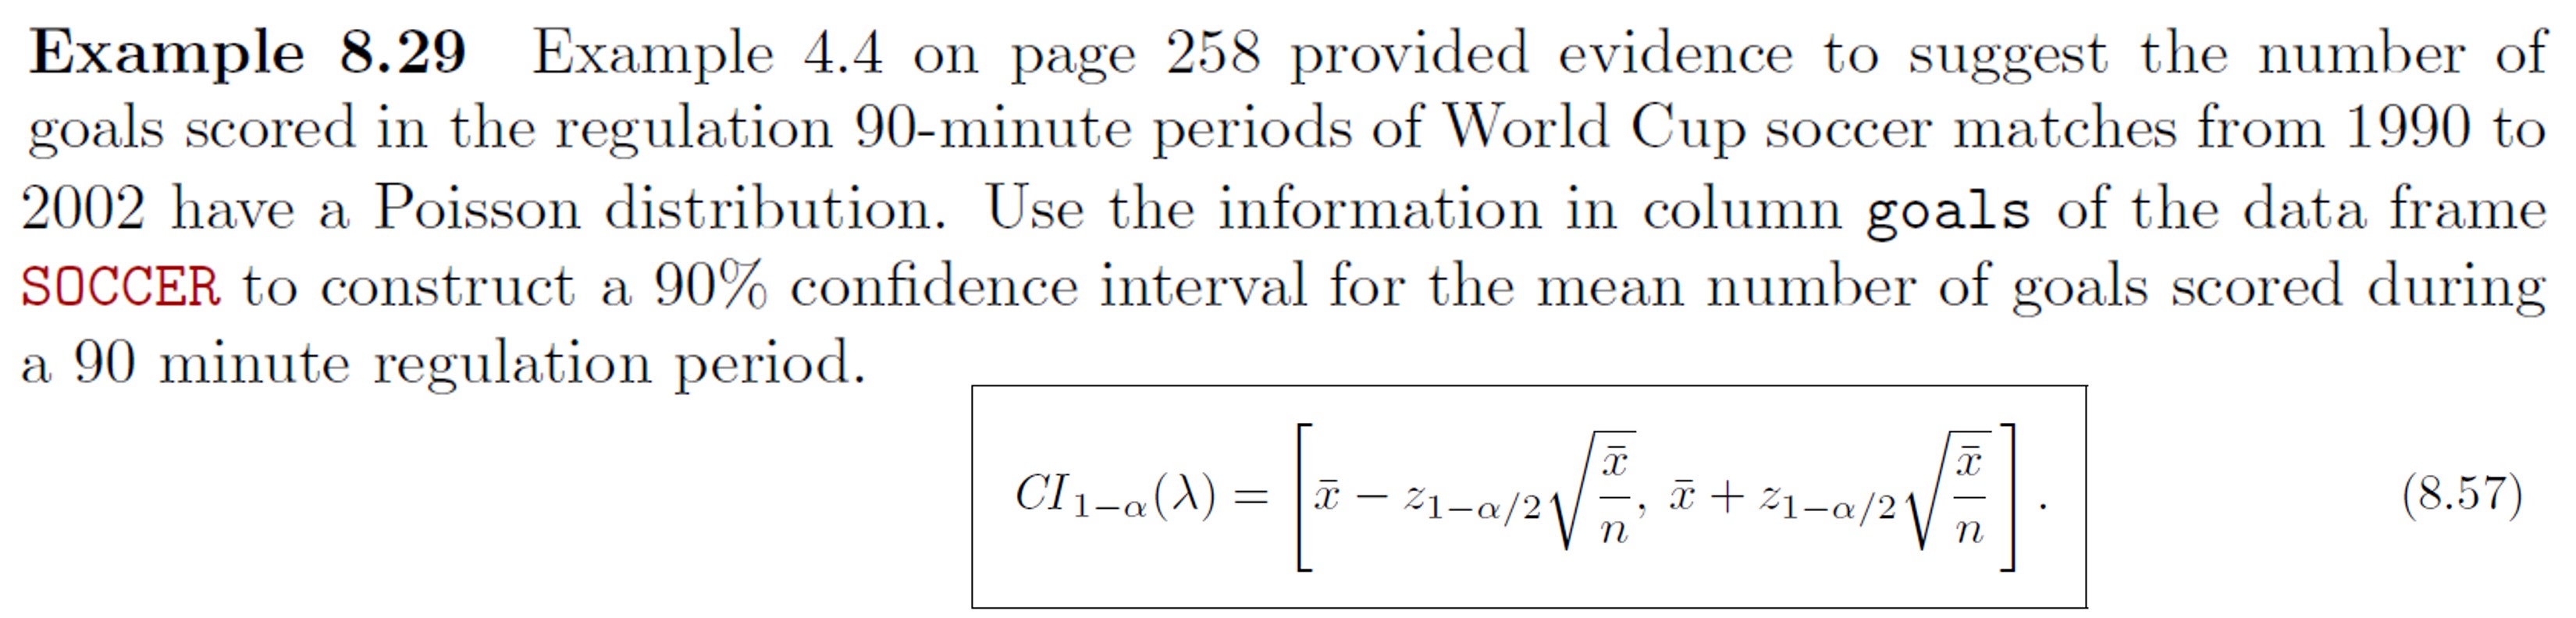 Example 8.29 Example 4.4 on page 258 provided evidence to suggest the number of
goals scored in the regulation 90-minute periods of World Cup soccer matches from 1990 to
2002 have a Poisson distribution. Use the information in column goals of the data frame
SOCCER to construct a 90% confidence interval for the mean number of goals scored during
a 90 minute regulation period.
$CI_{1-\alpha}(\lambda) = \left[ \bar{x} - z_{1-\alpha/2}\sqrt{\frac{\bar{x}}{n}}, \bar{x} + z_{1-\alpha/2}\sqrt{\frac{\bar{x}}{n}} \right].$ (8.57)